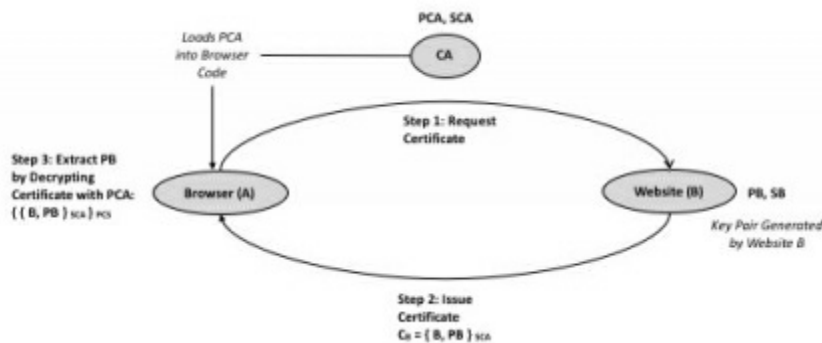 PCA, SCA
Loads PCA
into Browser
Code
CA
Step 1: Request
Certificate
Step 3: Extract PB
by Decrypting
Certificate with PCA:
{ { B, PB } SCA } PCS
Browser (A)
Website (B)
PB, SB
Key Pair Generated
by Website B
Step 2: Issue
Certificate
CB = { B, PB } SCA